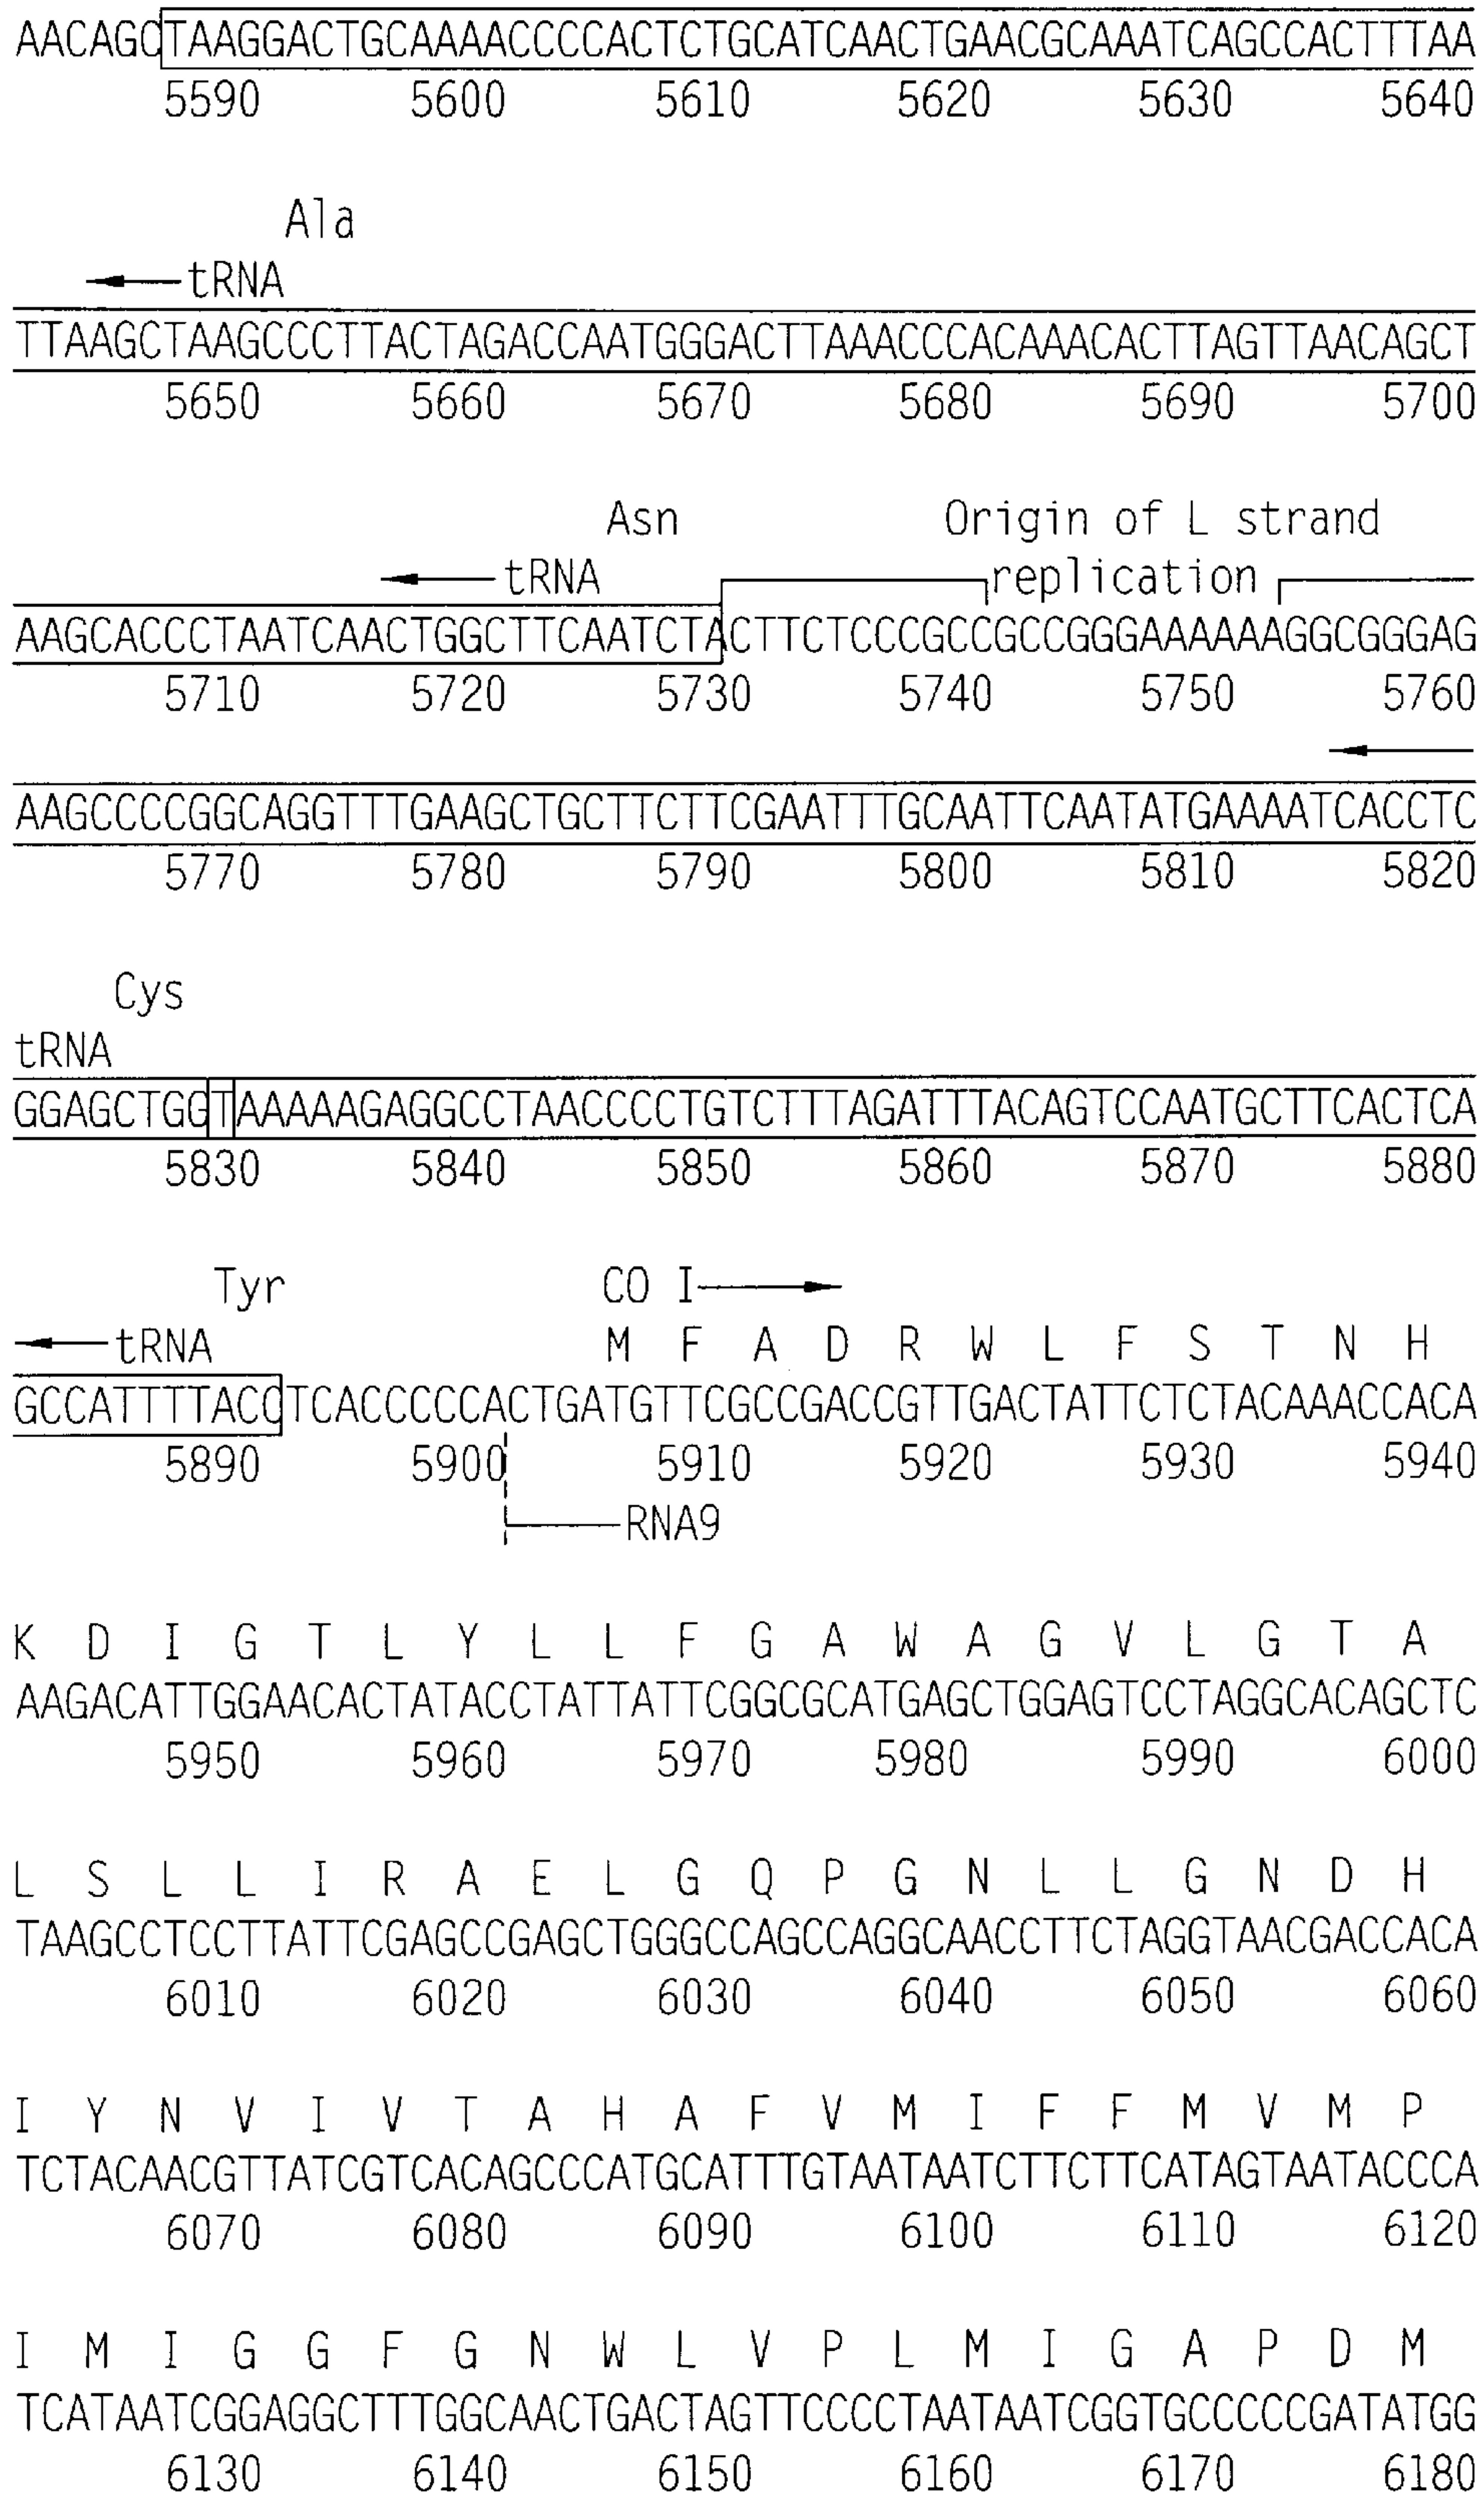 AACAGCTAAGGACTGCAAAACCCCACTCTGCATCAACTGAACGCAAATCAGCCACTTTAA
5590 5600 5610 5620 5630 5640
Ala
tRNA
TTAAGCTAAGCCCTTACTAGACCAATGGGACTTAAACCCACAAACACTTAGTTAACAGCT
5650 5660 5670 5680 5690 5700
Asn Origin of L strand
tRNA replication
AAGCACCCTAATCAACTGGCTTCAATCTACTTCTCCCGCCGCCGGGAAAAAAGGCGGGAG
5710 5720 5730 5740 5750 5760
AAGCCCCGGCAGGTTTGAAGCTGCTTCTTCGAATTTGCAATTCAATATGAAAATCACCTC
5770 5780 5790 5800 5810 5820
Cys
tRNA
GGAGCTGGTAAAAAGAGGCCTAACCCCTGTCTTTAGATTTACAGTCCAATGCTTCACTCA
5830 5840 5850 5860 5870 5880
Tyr CO I
tRNA M F A D R W L F S T N H
GCCATTTTACCTCACCCCCACTGATGTTCGCCGACCGTTGACTATTCTCTACAAACCACA
5890 5900 5910 5920 5930 5940
RNA9
K D I G T L Y L L F G A W A G V L G T A
AAGACATTGGAACACTATACCTATTATTCGGCGCATGAGCTGGAGTCCTAGGCACAGCTC
5950 5960 5970 5980 5990 6000
L S L L I R A E L G Q P G N L L G N D H
TAAGCCTCCTTATTCGAGCCGAGCTGGGCCAGCCAGGCAACCTTCTAGGTAACGACCACA
6010 6020 6030 6040 6050 6060
I Y N V I V T A H A F V M I F F M V M P
TCTACAACGTTATCGTCACAGCCCATGCATTTGTAATAATCTTCTTCATAGTAATACCCA
6070 6080 6090 6100 6110 6120
I M I G G F G N W L V P L M I G A P D M
TCATAATCGGAGGCTTTGGCAACTGACTAGTTCCCCTAATAATCGGTGCCCCCGATATGG
6130 6140 6150 6160 6170 6180